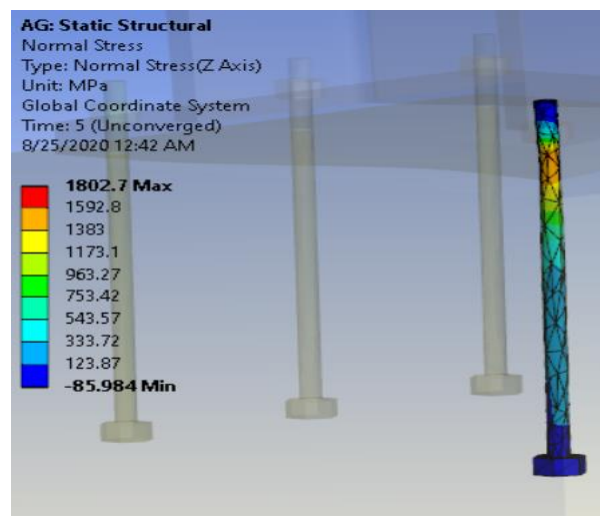 AG: Static Structural
Normal Stress
Type: Normal Stress(Z Axis)
Unit: MPa
Global Coordinate System
Time: 5 (Unconverged)
8/25/2020 12:42 AM
1802.7 Max
1592.8
1383
1173.1
963.27
753.42
543.57
333.72
123.87
-85.984 Min